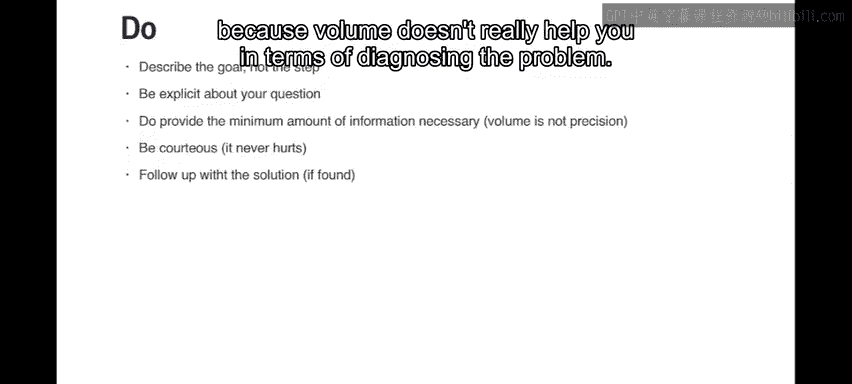 Do
because volume doesn't really help you
in terms of diagnosing the problem.
· Describe the goal, not the step
· Be explicit about your question
· Do provide the minimum amount of information necessary (volume is not precision)
· Be courteous (it never hurts)
· Follow up witht the solution (if found)